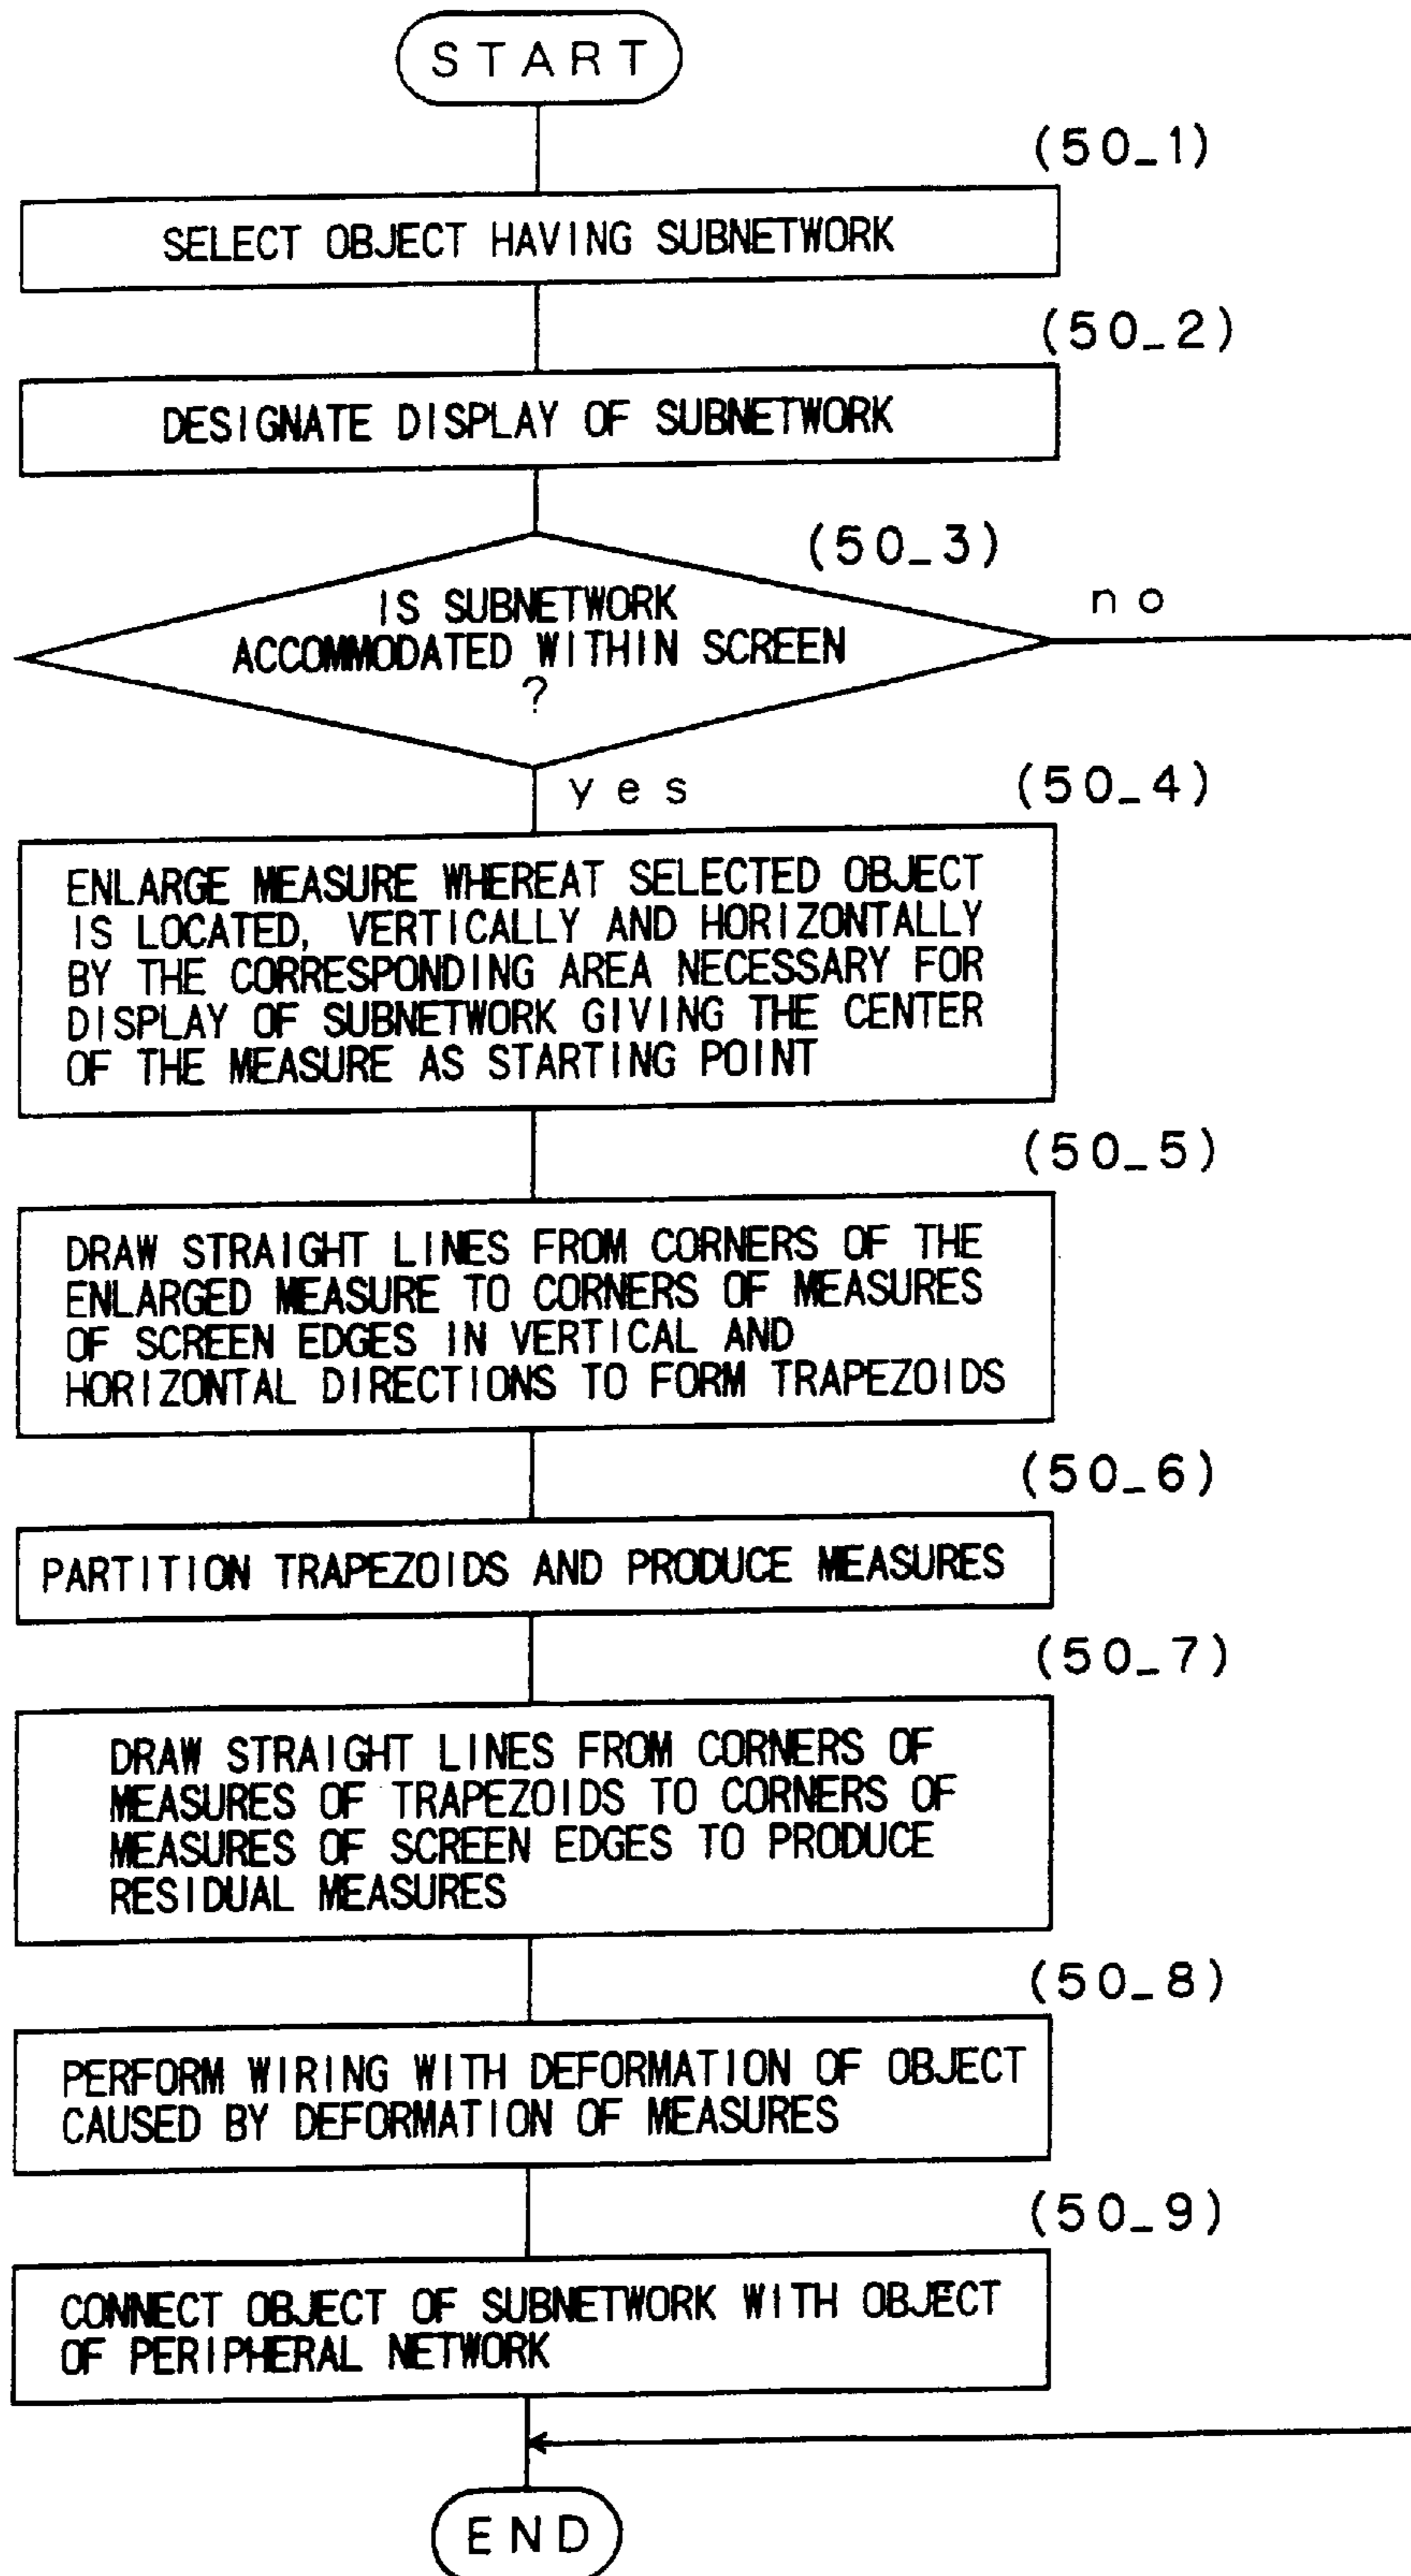 START
(50_1)
SELECT OBJECT HAVING SUBNETWORK
(50_2)
DESIGNATE DISPLAY OF SUBNETWORK
(50_3)
IS SUBNETWORK
ACCOMMODATED WITHIN SCREEN
?
no
yes
(50_4)
ENLARGE MEASURE WHEREAT SELECTED OBJECT
IS LOCATED, VERTICALLY AND HORIZONTALLY
BY THE CORRESPONDING AREA NECESSARY FOR
DISPLAY OF SUBNETWORK GIVING THE CENTER
OF THE MEASURE AS STARTING POINT
(50_5)
DRAW STRAIGHT LINES FROM CORNERS OF THE
ENLARGED MEASURE TO CORNERS OF MEASURES
OF SCREEN EDGES IN VERTICAL AND
HORIZONTAL DIRECTIONS TO FORM TRAPEZOIDS
(50_6)
PARTITION TRAPEZOIDS AND PRODUCE MEASURES
(50_7)
DRAW STRAIGHT LINES FROM CORNERS OF
MEASURES OF TRAPEZOIDS TO CORNERS OF
MEASURES OF SCREEN EDGES TO PRODUCE
RESIDUAL MEASURES
(50_8)
PERFORM WIRING WITH DEFORMATION OF OBJECT
CAUSED BY DEFORMATION OF MEASURES
(50_9)
CONNECT OBJECT OF SUBNETWORK WITH OBJECT
OF PERIPHERAL NETWORK
END